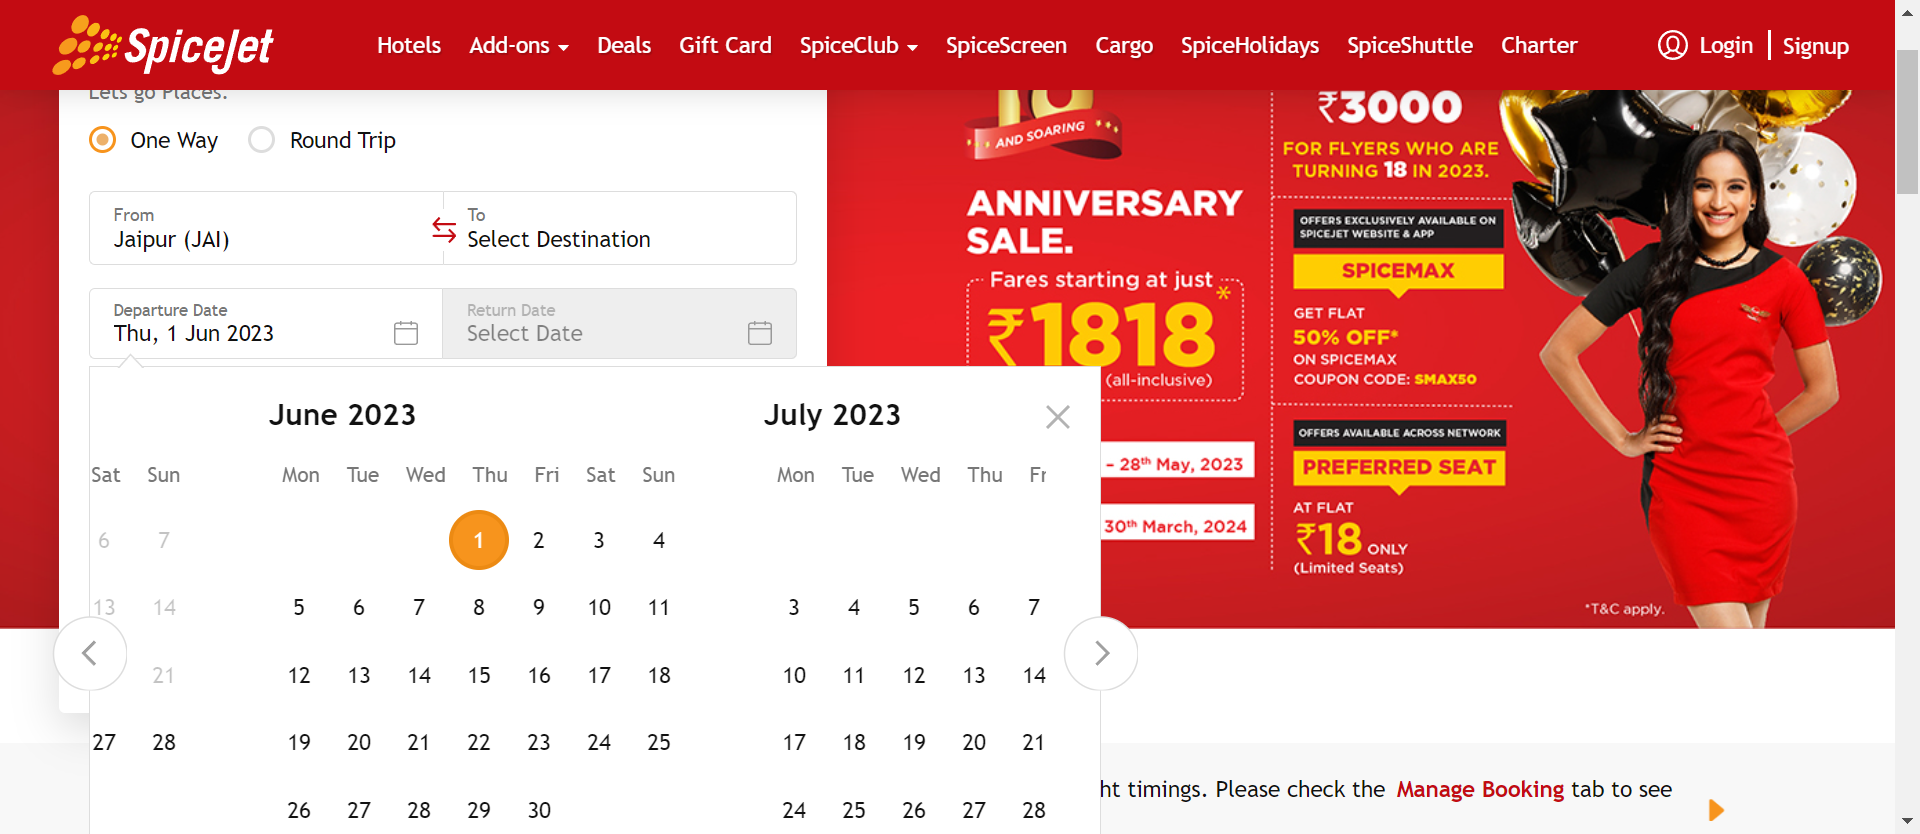 SpiceJet
Hotels Add-ons Deals Gift Card SpiceClub SpiceScreen Cargo SpiceHolidays SpiceShuttle Charter Login Signup
Lets go Places.
One Way Round Trip
From
Jaipur (JAI)
To
Select Destination
Departure Date
Thu, 1 Jun 2023
Return Date
Select Date
June 2023
Sat Sun Mon Tue Wed Thu Fri Sat Sun
6 7 1 2 3 4
13 14 5 6 7 8 9 10 11
21 12 13 14 15 16 17 18
27 28 19 20 21 22 23 24 25
26 27 28 29 30
July 2023
Mon Tue Wed Thu Fr
3 4 5 6 7
10 11 12 13 14
17 18 19 20 21
24 25 26 27 28
AND SOARING
ANNIVERSARY
SALE.
Fares starting at just
₹1818*
(all-inclusive)
- 28th May, 2023
30th March, 2024
₹3000
FOR FLYERS WHO ARE
TURNING 18 IN 2023.
OFFERS EXCLUSIVELY AVAILABLE ON
SPICEJET WEBSITE & APP
SPICEMAX
GET FLAT
50% OFF*
ON SPICEMAX
COUPON CODE: SMAX50
OFFERS AVAILABLE ACROSS NETWORK
PREFERRED SEAT
AT FLAT
₹18 ONLY
(Limited Seats)
*T&C apply.
ht timings. Please check the Manage Booking tab to see